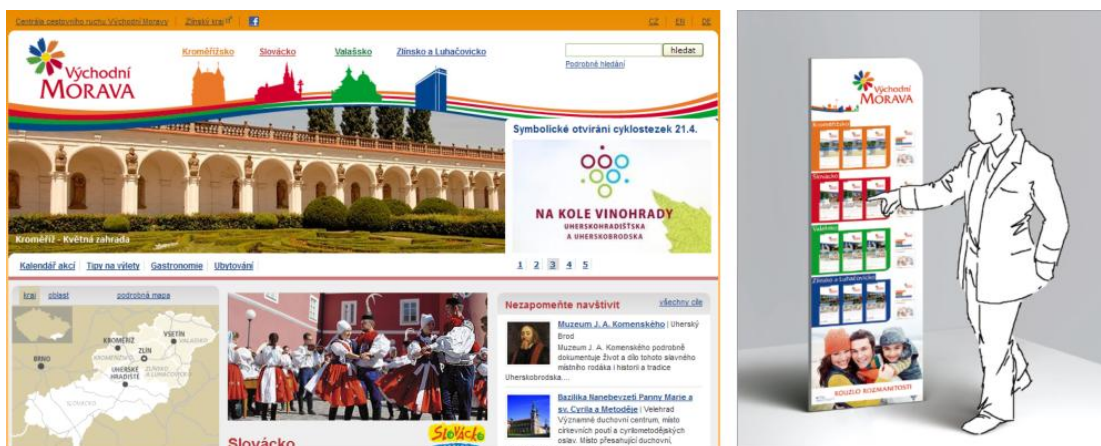 Centrála cestovního ruchu Východní Moravy
Zlínský kraj
CZ EN DE
Východní
MORAVA
Kroměřížsko
Slovácko
Valašsko
Zlínsko a Luhačovicko
hledat
Podrobné hledání
Symbolické otvírání cyklostezek 21.4.
NA KOLE VINOHRADY
UHERSKOHRADIŠŤSKA
A UHERSKOBRODSKA
Kroměříž - Květná zahrada
Kalendář akcí Tipy na výlety Gastronomie Ubytování
1 2 3 4 5
kraj oblast podrobná mapa
KROMĚŘÍŽ
VSETÍN
VALAŠSKO
BRNO
KROMĚŘÍŽSKO
ZLÍN
UHERSKÉ
HRADIŠTĚ
ZLÍNSKO
A LUHAČOVICKO
SLOVÁCKO
Slovácko
Slovácko
Nezapomeňte navštívit
všechny cíle
Muzeum J. A. Komenského | Uherský
Brod
Muzeum J. A. Komenského podrobně
dokumentuje život a dílo tohoto slavného
místního rodáka i historii a tradice
Uherskobrodska....
Bazilika Nanebevzetí Panny Marie a
sv. Cyrila a Metoděje | Velehrad
Významné duchovní centrum, místo
církevních poutí a cyrilometodějských
oslav. Místo přesahující duchovní,
Východní
MORAVA
Kroměřížsko
Slovácko
Valašsko
Zlínsko a Luhačovicko
KOUZLO ROZMANITOSTI